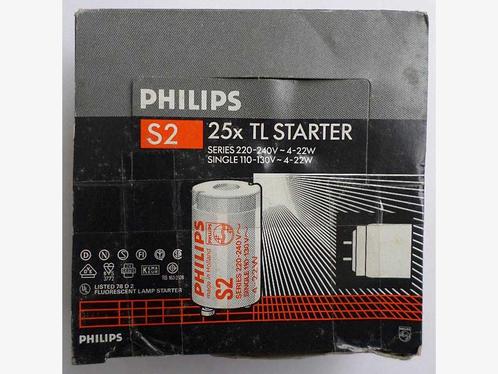 PHILIPS
S2
25x TL STARTER
SERIES 220-240V~4-22W
SINGLE 110-130V~4-22W
PHILIPS
S2
SERIES 220-240V~
SINGLE 110-130V~
4-22W
PHILIPS
LISTED 78 D 2
FLUORESCENT LAMP STARTER
PHILIPS